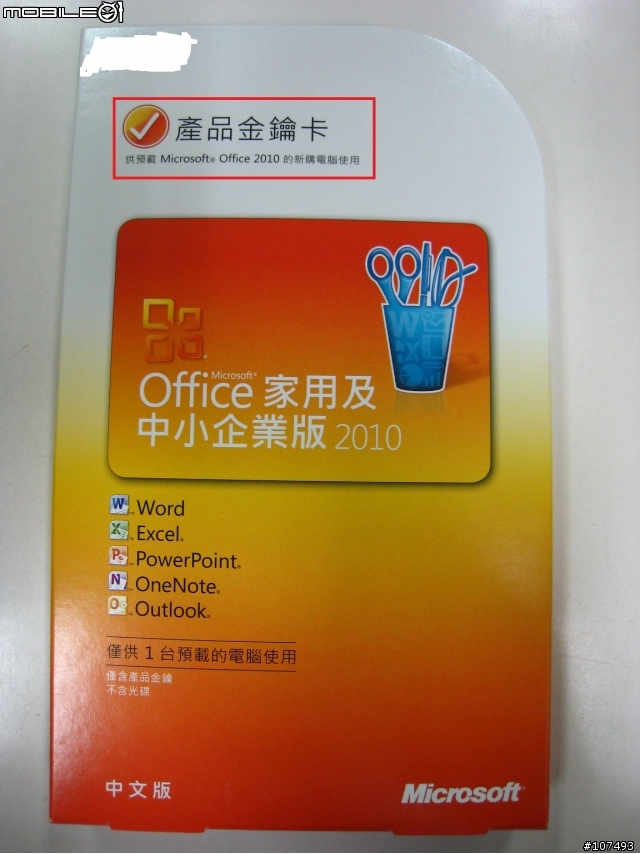 MOBILE01
產品金鑰卡
供預載 Microsoft® Office 2010 的新購電腦使用
Microsoft®
Office 家用及
中小企業版 2010
Word
Excel®
PowerPoint®
OneNote®
Outlook®
僅供 1 台預載的電腦使用
僅含產品金鑰
不含光碟
中文版
Microsoft®
#107493